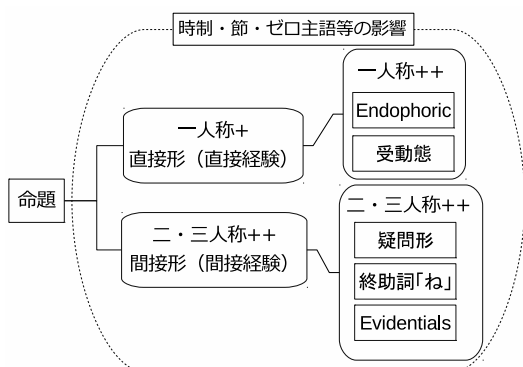 時制・節・ゼロ主語等の影響
一人称++
Endophoric
受動態
一人称+
直接形（直接経験）
命題
二・三人称++
間接形（間接経験）
二・三人称++
疑問形
終助詞「ね」
Evidentials